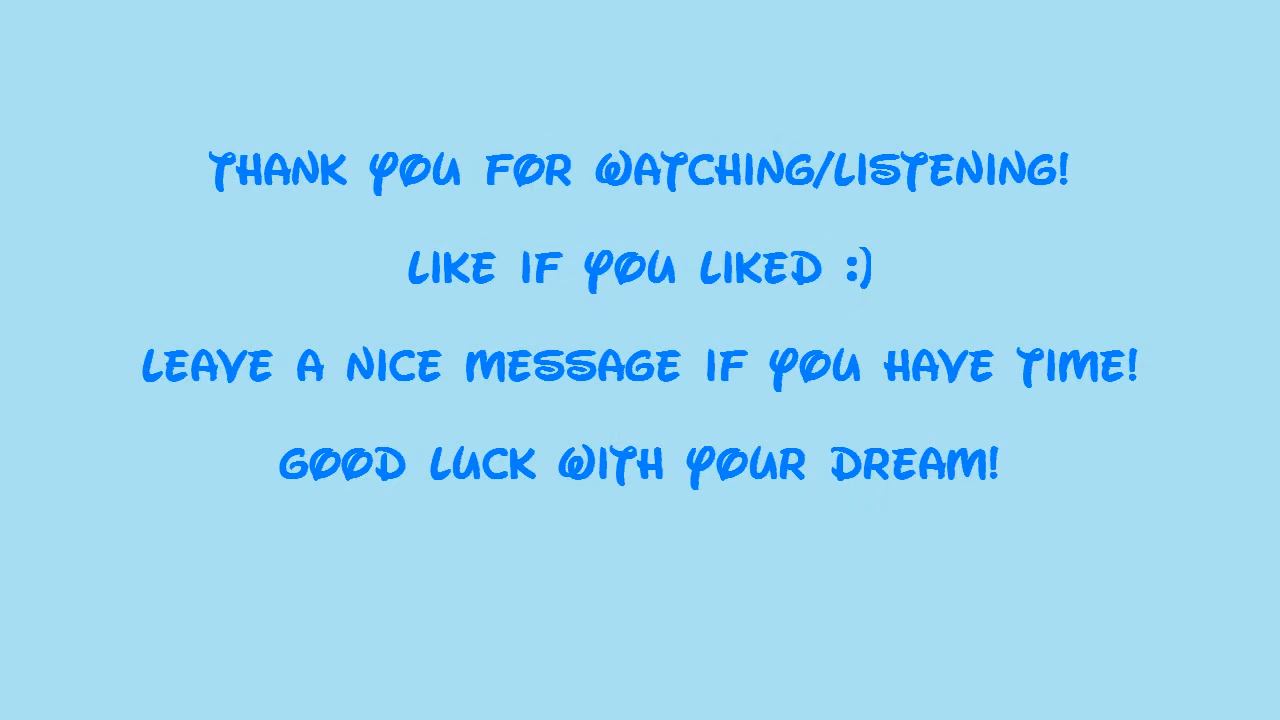 THANK YOU FOR WATCHING/LISTENING!
LIKE IF YOU LIKED :)
LEAVE A NICE MESSAGE IF YOU HAVE TIME!
GOOD LUCK WITH YOUR DREAM!